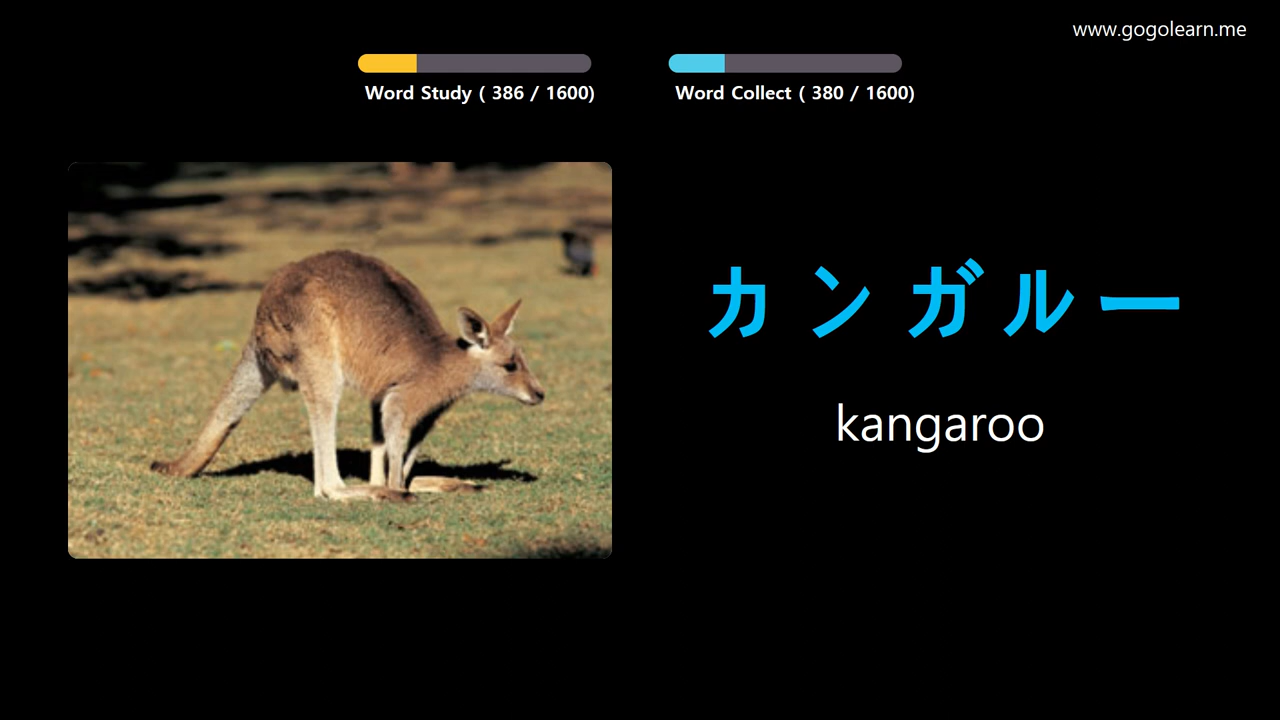 www.gogolearn.me
Word Study ( 386 / 1600)
Word Collect ( 380 / 1600)
カンガルー
kangaroo